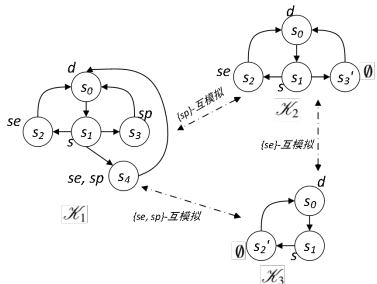 d
s0
se
s2
s1
s
s3
sp
s4
se, sp
𝒦1
{sp}-互模拟
d
s0
se
s2
s1
s
s3'
∅
𝒦2
{se}-互模拟
{se, sp}-互模拟
d
s0
∅
s2'
s1
s
𝒦3